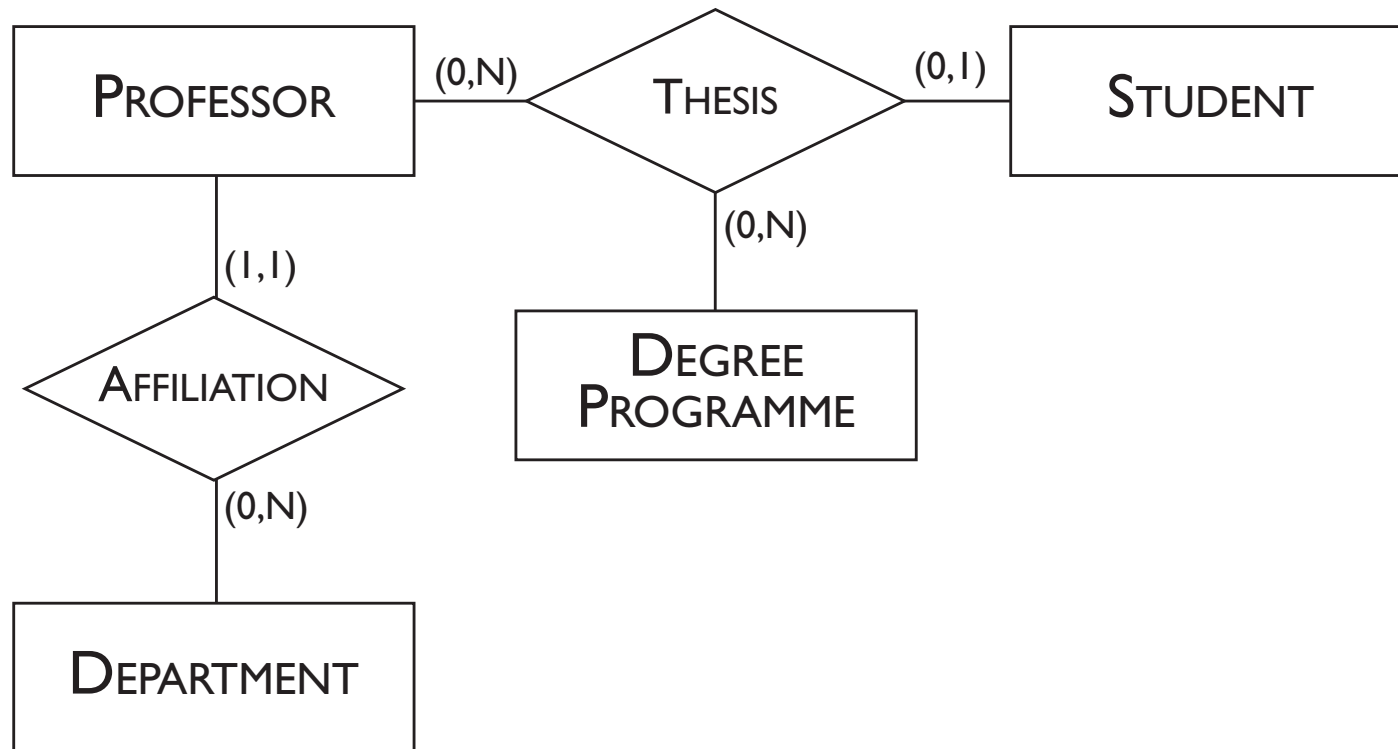 PROFESSOR
(0,N)
THESIS
(0,1)
STUDENT
(1,1)
(0,N)
AFFILIATION
DEGREE
PROGRAMME
(0,N)
DEPARTMENT